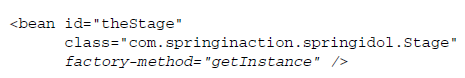 <bean id="theStage"
class="com.springinaction.springidol.Stage"
factory-method="getInstance" />